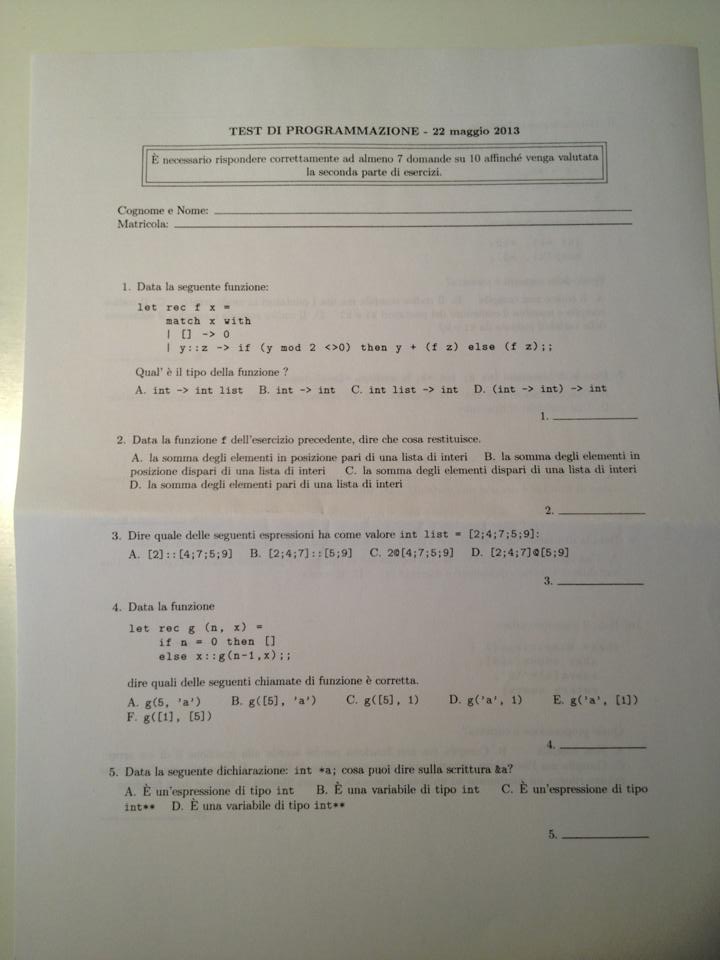 TEST DI PROGRAMMAZIONE - 22 maggio 2013
È necessario rispondere correttamente ad almeno 7 domande su 10 affinché venga valutata
la seconda parte di esercizi.
Cognome e Nome:
Matricola:
1. Data la seguente funzione:
let rec f x =
match x with
| [] -> 0
| y::z -> if (y mod 2 <>0) then y + (f z) else (f z);;
Qual' è il tipo della funzione ?
A. int -> int list B. int -> int C. int list -> int D. (int -> int) -> int
1.
2. Data la funzione f dell'esercizio precedente, dire che cosa restituisce.
A. la somma degli elementi in posizione pari di una lista di interi B. la somma degli elementi in
posizione dispari di una lista di interi C. la somma degli elementi dispari di una lista di interi
D. la somma degli elementi pari di una lista di interi
2.
3. Dire quale delle seguenti espressioni ha come valore int list = [2;4;7;5;9]:
A. [2]::[4;7;5;9] B. [2;4;7]::[5;9] C. 2@[4;7;5;9] D. [2;4;7]@[5;9]
3.
4. Data la funzione
let rec g (n, x) =
if n = 0 then []
else x::g(n-1,x);;
dire quali delle seguenti chiamate di funzione è corretta.
A. g(5, 'a') B. g([5], 'a') C. g([5], 1) D. g('a', 1) E. g('a', [1])
F. g([1], [5])
4.
5. Data la seguente dichiarazione: int *a; cosa puoi dire sulla scrittura &a?
A. È un'espressione di tipo int B. È una variabile di tipo int C. È un'espressione di tipo
int** D. È una variabile di tipo int**
5.